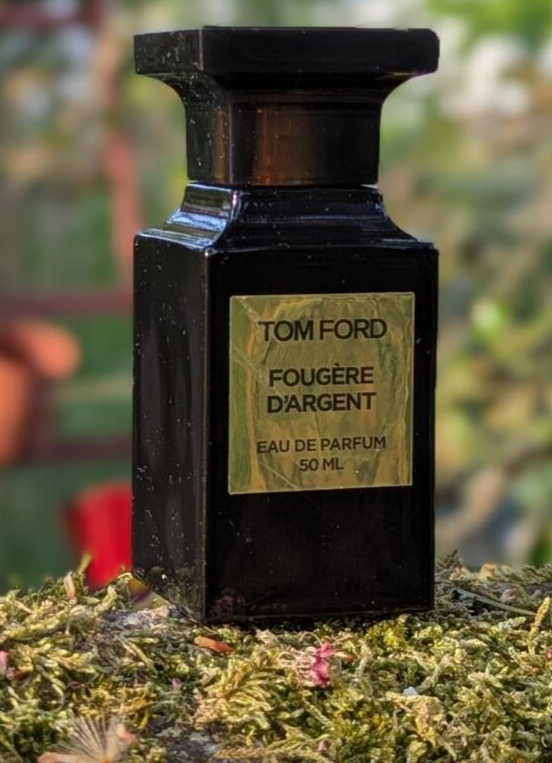 TOM FORD
FOUGÈRE
D'ARGENT
EAU DE PARFUM
50 ML